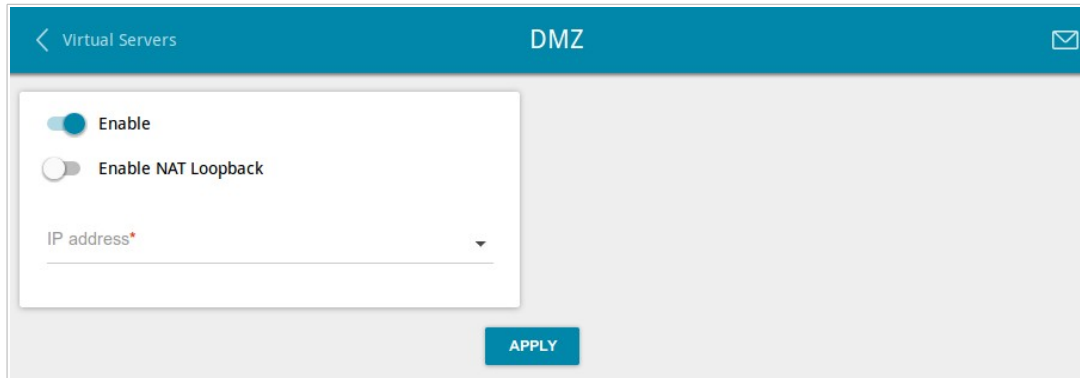 Virtual Servers
DMZ
Enable
Enable NAT Loopback
IP address*
APPLY